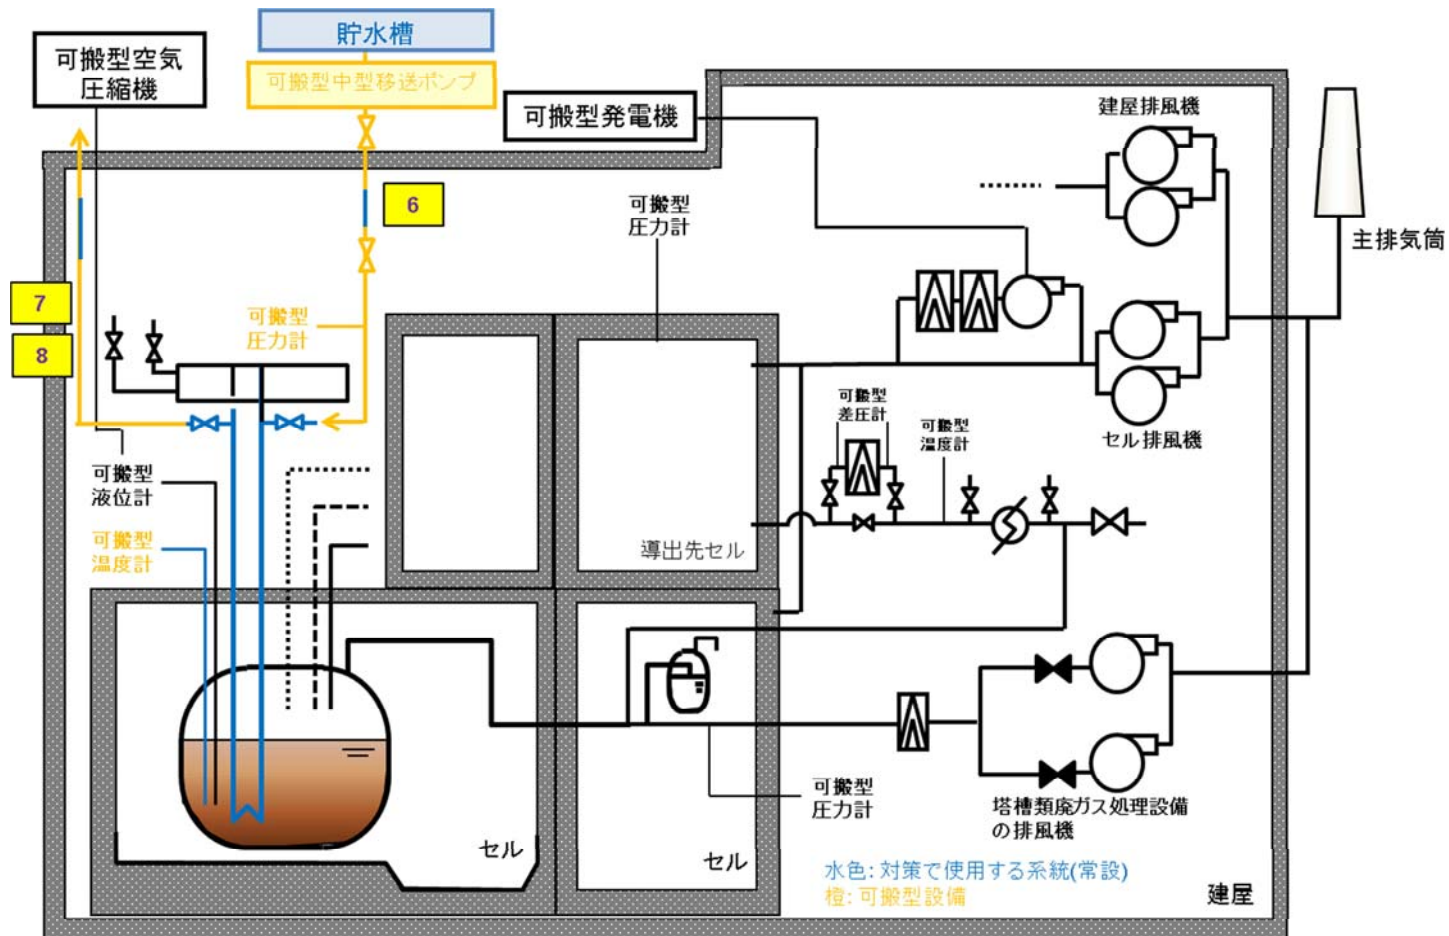 貯水槽
可搬型空気
圧縮機
可搬型中型移送ポンプ
可搬型発電機
建屋排風機
6
可搬型
圧力計
主排気筒
7
8
可搬型
圧力計
可搬型
差圧計
可搬型
温度計
セル排風機
可搬型
液位計
可搬型
温度計
導出先セル
可搬型
圧力計
塔槽類廃ガス処理設備
の排風機
セル
セル
水色: 対策で使用する系統(常設)
橙: 可搬型設備
建屋